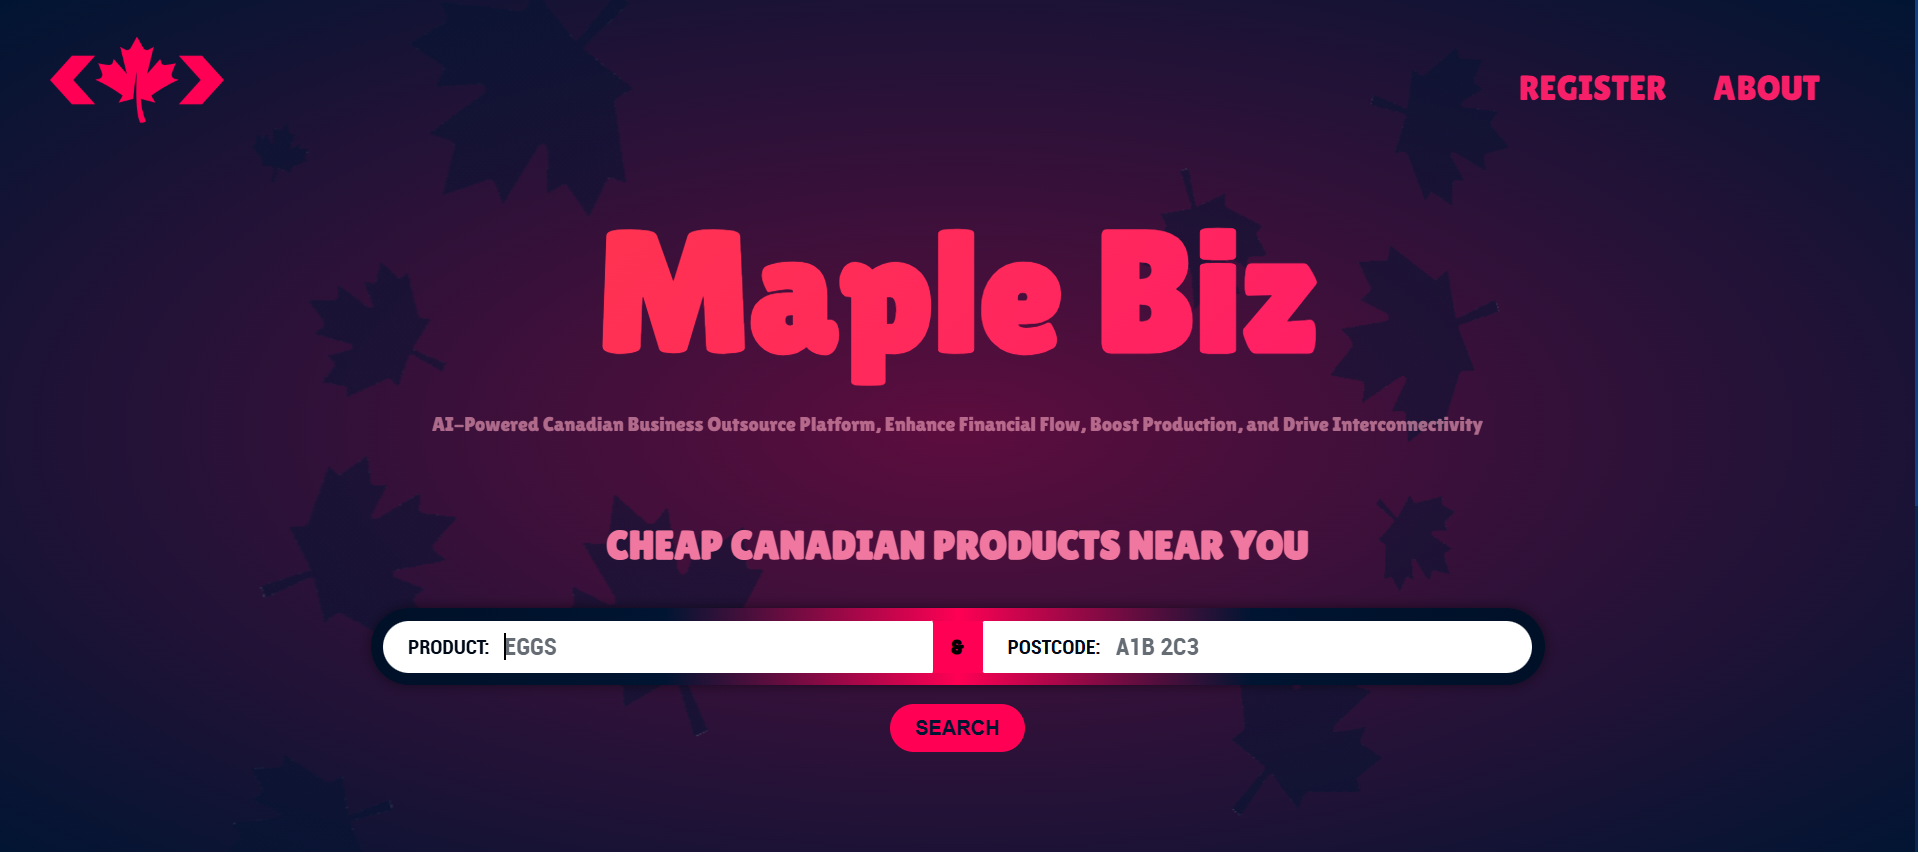 REGISTER ABOUT
Maple Biz
AI-Powered Canadian Business Outsource Platform, Enhance Financial Flow, Boost Production, and Drive Interconnectivity
CHEAP CANADIAN PRODUCTS NEAR YOU
PRODUCT: EGGS & POSTCODE: A1B 2C3
SEARCH